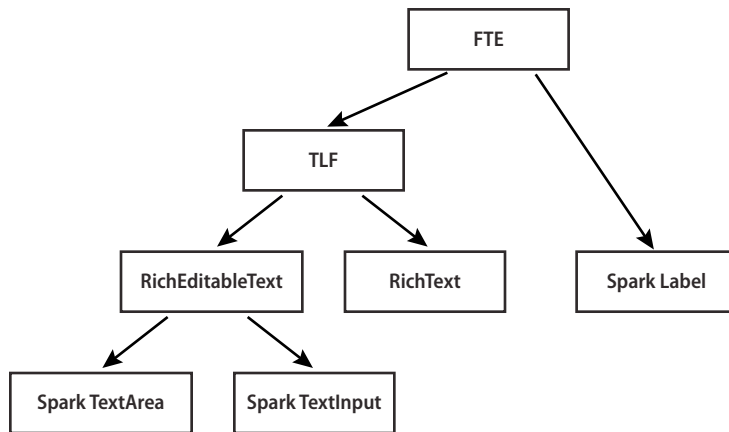 FTE
TLF
RichEditableText
RichText
Spark Label
Spark TextArea
Spark TextInput